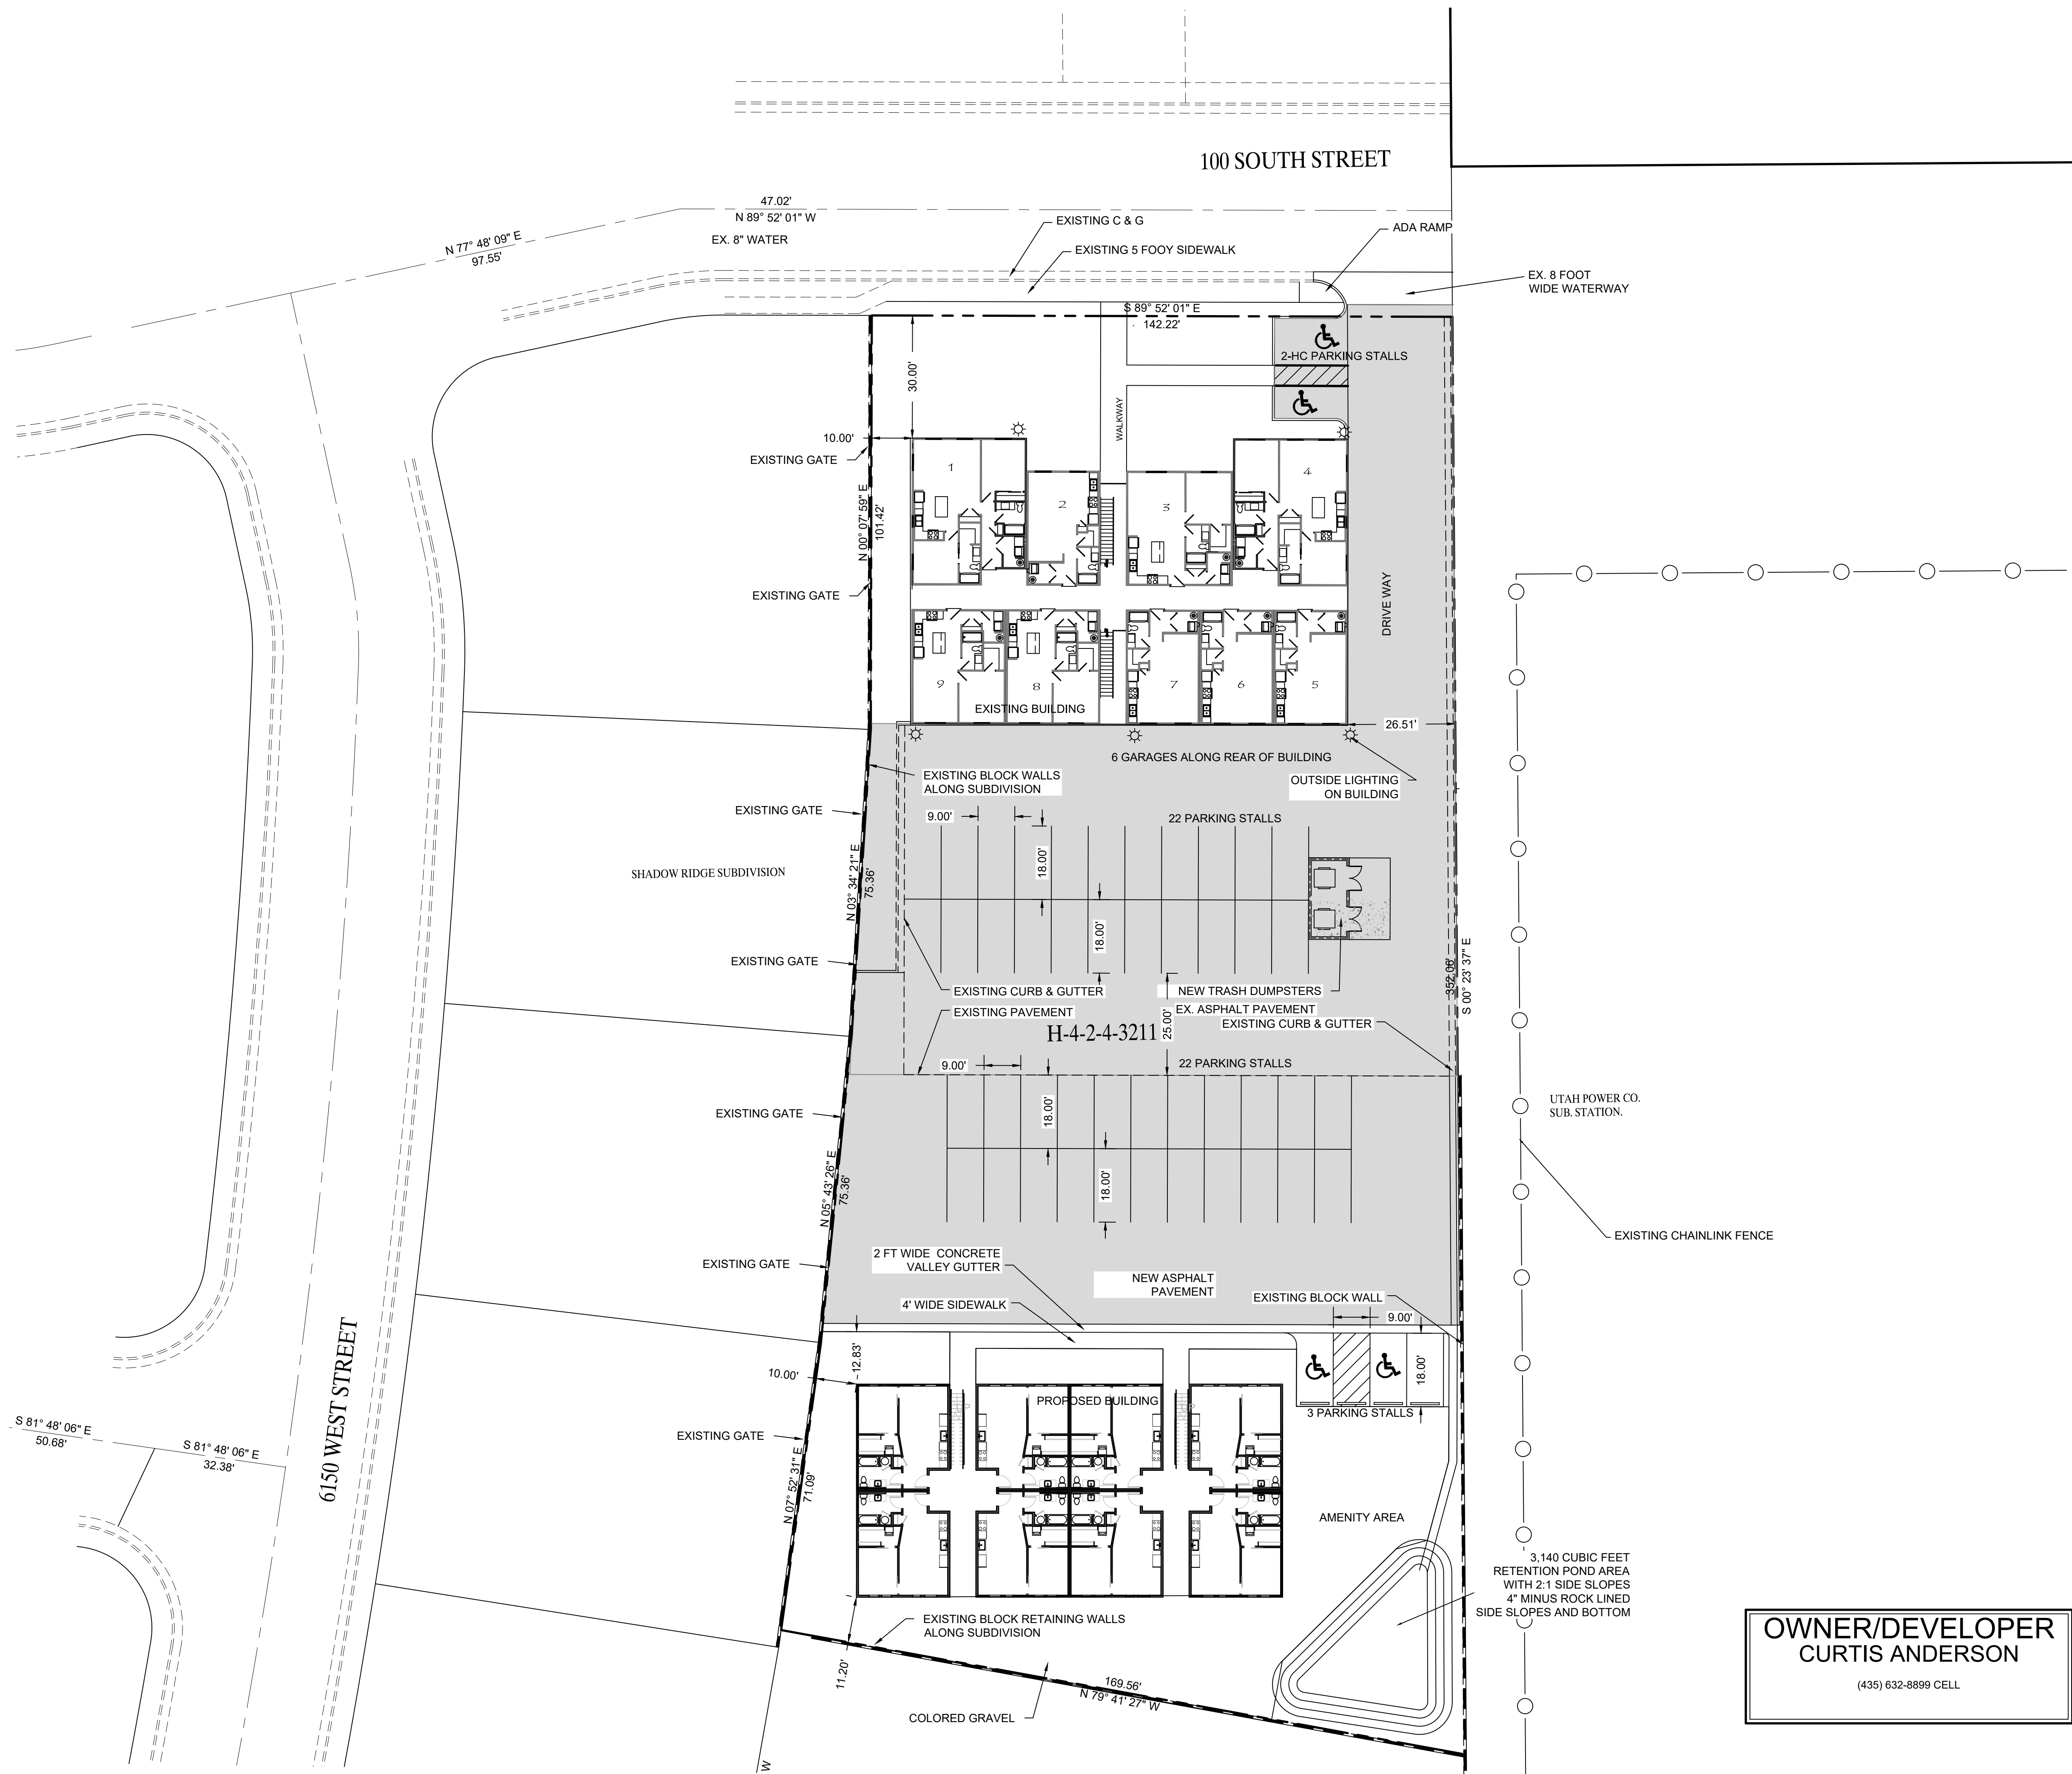 100 SOUTH STREET
47.02'
N 89° 52' 01" W
N 77° 48' 09" E
97.55'
EX. 8" WATER
EXISTING C & G
EXISTING 5 FOOY SIDEWALK
ADA RAMP
EX. 8 FOOT
WIDE WATERWAY
S 89° 52' 01" E
142.22'
2-HC PARKING STALLS
30.00'
WALKWAY
10.00'
EXISTING GATE
N 00° 07' 59" E
101.42'
EXISTING GATE
1
2
3
4
DRIVE WAY
9
8
7
6
5
EXISTING BUILDING
26.51'
6 GARAGES ALONG REAR OF BUILDING
OUTSIDE LIGHTING
ON BUILDING
EXISTING BLOCK WALLS
ALONG SUBDIVISION
EXISTING GATE
9.00'
22 PARKING STALLS
18.00'
SHADOW RIDGE SUBDIVISION
N 03° 34' 21" E
75.36'
18.00'
EXISTING GATE
352.06'
S 00° 23' 37" E
EXISTING CURB & GUTTER
NEW TRASH DUMPSTERS
EXISTING PAVEMENT
EX. ASPHALT PAVEMENT
EXISTING CURB & GUTTER
H-4-2-4-3211
25.00'
9.00'
22 PARKING STALLS
18.00'
EXISTING GATE
UTAH POWER CO.
SUB. STATION.
N 05° 43' 26" E
75.36'
18.00'
EXISTING CHAINLINK FENCE
EXISTING GATE
2 FT WIDE CONCRETE
VALLEY GUTTER
NEW ASPHALT
PAVEMENT
4' WIDE SIDEWALK
EXISTING BLOCK WALL
9.00'
12.83'
10.00'
18.00'
PROPOSED BUILDING
3 PARKING STALLS
6150 WEST STREET
S 81° 48' 06" E
50.68'
S 81° 48' 06" E
32.38'
EXISTING GATE
N 07° 52' 31" E
71.09'
AMENITY AREA
3,140 CUBIC FEET
RETENTION POND AREA
WITH 2:1 SIDE SLOPES
4" MINUS ROCK LINED
SIDE SLOPES AND BOTTOM
EXISTING BLOCK RETAINING WALLS
ALONG SUBDIVISION
11.20'
169.56'
N 79° 41' 27" W
COLORED GRAVEL
W
OWNER/DEVELOPER
CURTIS ANDERSON
(435) 632-8899 CELL